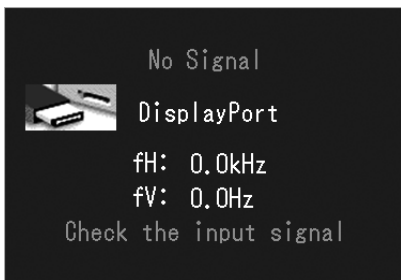 No Signal
DisplayPort
fH: 0.0kHz
fV: 0.0Hz
Check the input signal